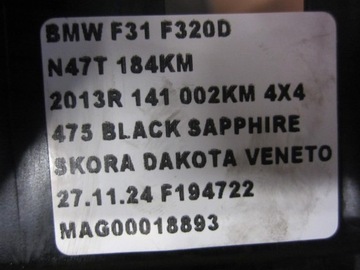 BMW F31 F320D
N47T 184KM
2013R 141 002KM 4X4
475 BLACK SAPPHIRE
SKORA DAKOTA VENETO
27.11.24 F194722
MAG00018893